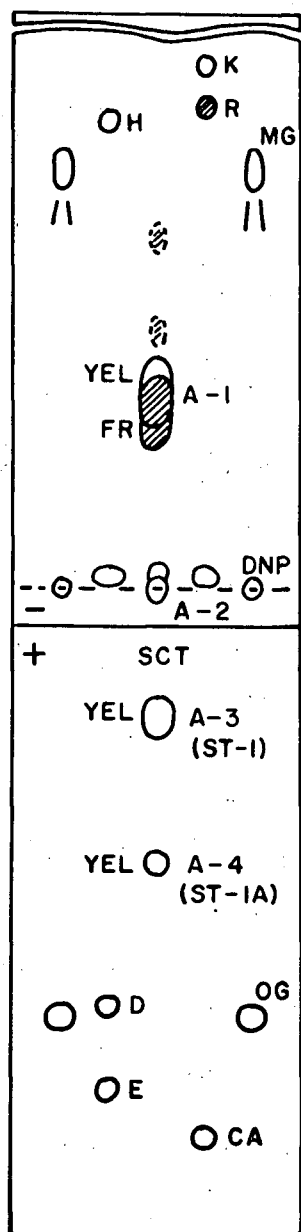 K
R
H
MG
YEL
A-1
FR
DNP
A-2
−
+
SCT
YEL
A-3
(ST-1)
YEL
A-4
(ST-1A)
OG
D
E
CA